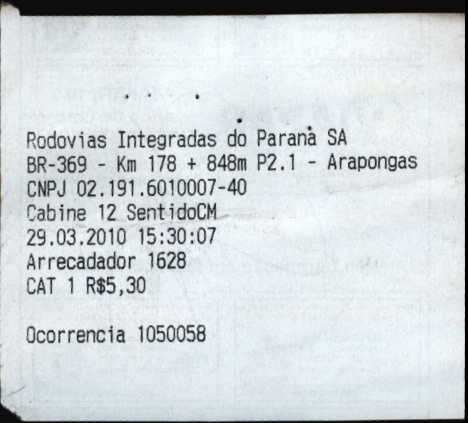 Rodovias Integradas do Paraná SA
BR-369 - Km 178 + 848m P2.1 - Arapongas
CNPJ 02.191.6010007-40
Cabine 12 SentidoCM
29.03.2010 15:30:07
Arrecadador 1628
CAT 1 R$5,30
Ocorrencia 1050058